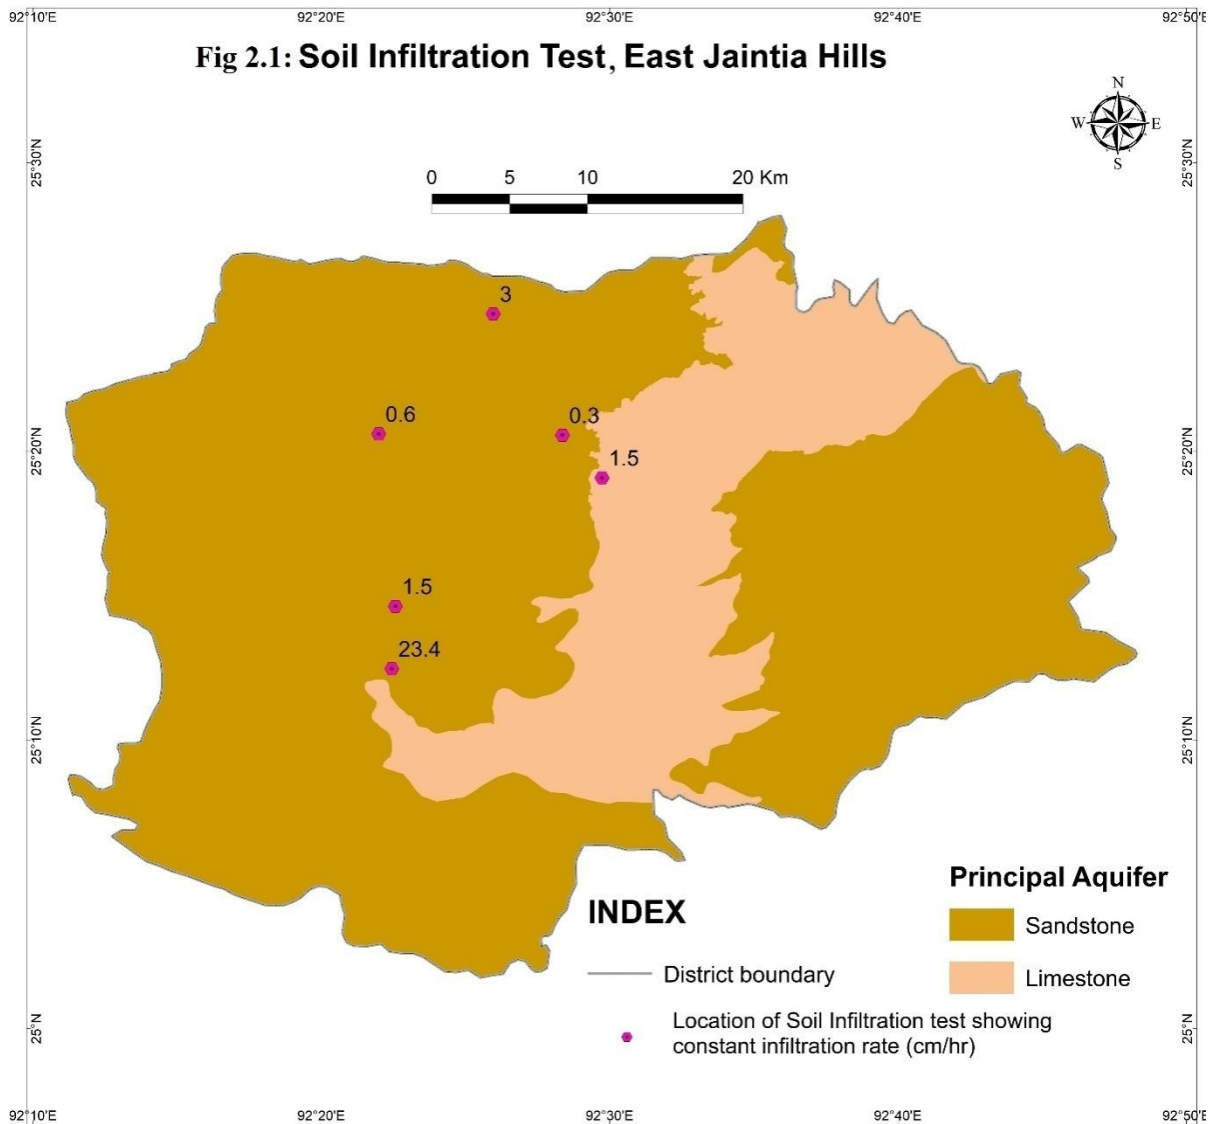 92°10'E 92°20'E 92°30'E 92°40'E 92°50'E
Fig 2.1: Soil Infiltration Test, East Jaintia Hills
N
W E
S
25°30'N 25°30'N
0 5 10 20 Km
3
0.6
0.3
25°20'N 25°20'N
1.5
1.5
23.4
25°10'N 25°10'N
Principal Aquifer
Sandstone
Limestone
INDEX
District boundary
Location of Soil Infiltration test showing
constant infiltration rate (cm/hr)
25°N 25°N
92°10'E 92°20'E 92°30'E 92°40'E 92°50'E